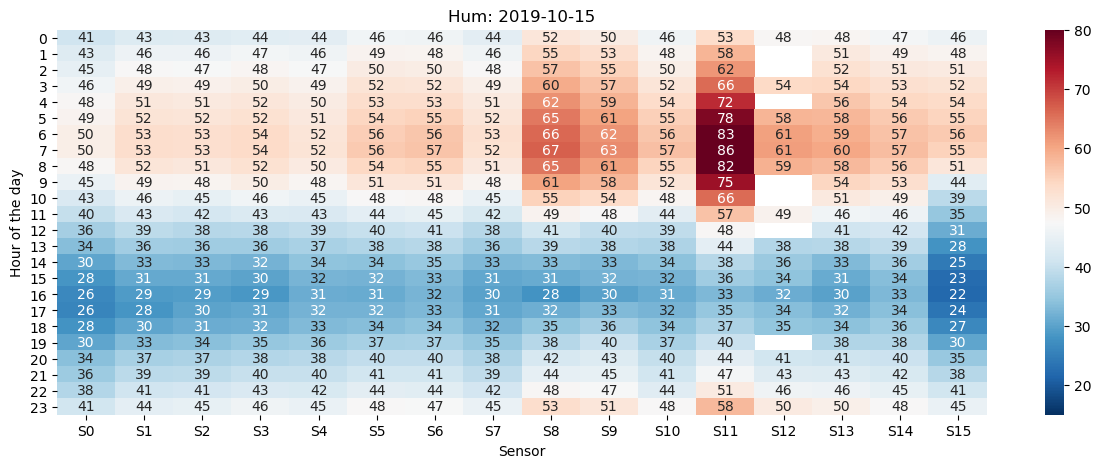 Hum: 2019-10-15
0 41 43 43 44 44 46 46 44 52 50 46 53 48 48 47 46
1 43 46 46 47 46 49 48 46 55 53 48 58 51 49 48
2 45 48 47 48 47 50 50 48 57 55 50 62 52 51 51
3 46 49 49 50 49 52 52 49 60 57 52 66 54 54 53 52
4 48 51 51 52 50 53 53 51 62 59 54 72 56 54 54
5 49 52 52 52 51 54 55 52 65 61 55 78 58 58 56 55
6 50 53 53 54 52 56 56 53 66 62 56 83 61 59 57 56
7 50 53 53 54 52 56 57 52 67 63 57 86 61 60 57 55
8 48 52 51 52 50 54 55 51 65 61 55 82 59 58 56 51
9 45 49 48 50 48 51 51 48 61 58 52 75 54 53 44
10 43 46 45 46 45 48 48 45 55 54 48 66 51 49 39
11 40 43 42 43 43 44 45 42 49 48 44 57 49 46 46 35
12 36 39 38 38 39 40 41 38 41 40 39 48 41 42 31
13 34 36 36 36 37 38 38 36 39 38 38 44 38 38 39 28
14 30 33 33 32 34 34 35 33 33 33 34 38 36 33 36 25
15 28 31 31 30 32 32 33 31 31 32 32 36 34 31 34 23
16 26 29 29 29 31 31 32 30 28 30 31 33 32 30 33 22
17 26 28 30 31 32 32 33 31 32 33 32 35 34 32 34 24
18 28 30 31 32 33 34 34 32 35 36 34 37 35 34 36 27
19 30 33 34 35 36 37 37 35 38 40 37 40 38 38 30
20 34 37 37 38 38 40 40 38 42 43 40 44 41 41 40 35
21 36 39 39 40 40 41 41 39 44 45 41 47 43 43 42 38
22 38 41 41 43 42 44 44 42 48 47 44 51 46 46 45 41
23 41 44 45 46 45 48 47 45 53 51 48 58 50 50 48 45
S0 S1 S2 S3 S4 S5 S6 S7 S8 S9 S10 S11 S12 S13 S14 S15
Sensor
Hour of the day
80
70
60
50
40
30
20